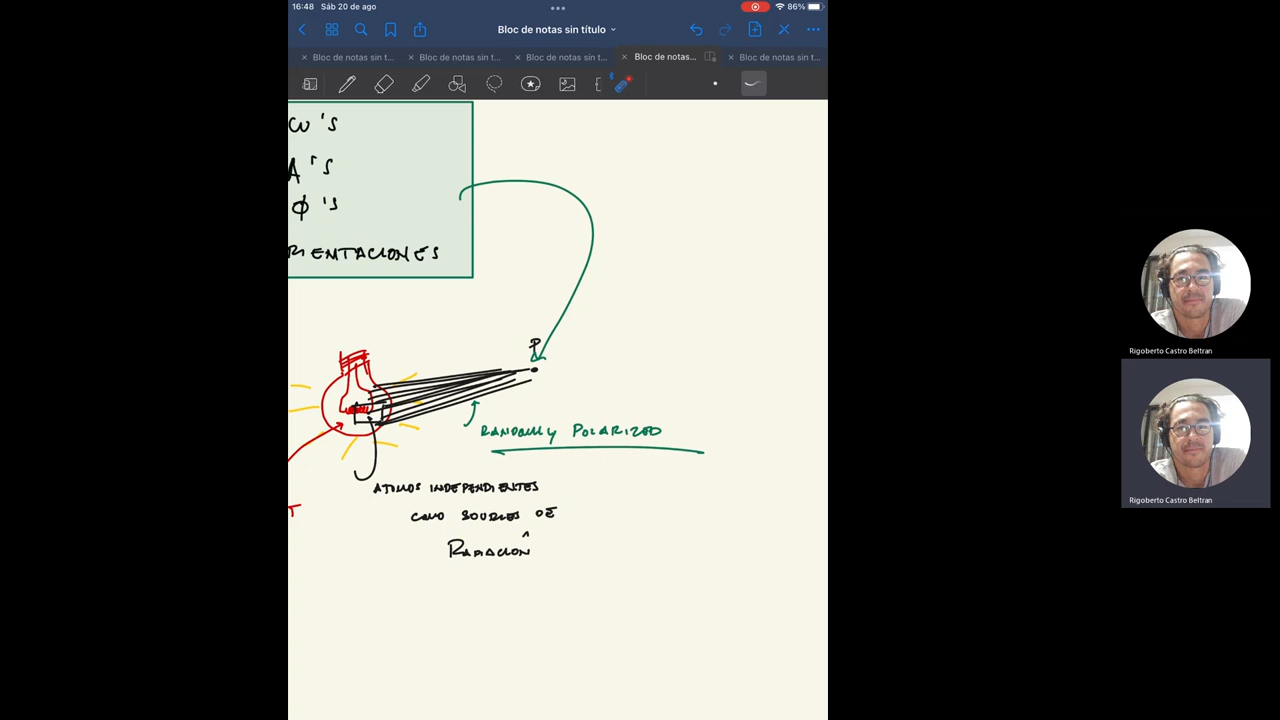 16:48 Sáb 20 de ago
86%
Bloc de notas sin título
Bloc de notas sin t...
Bloc de notas sin t...
Bloc de notas sin t...
Bloc de notas...
Bloc de notas sin t...
ω's
A's
φ's
RIENTACIONES
P
RANDOMLY POLARIZED
ATOMOS INDEPENDIENTES
COMO SOURCES DE
RADIACION
T
Rigoberto Castro Beltran
Rigoberto Castro Beltran